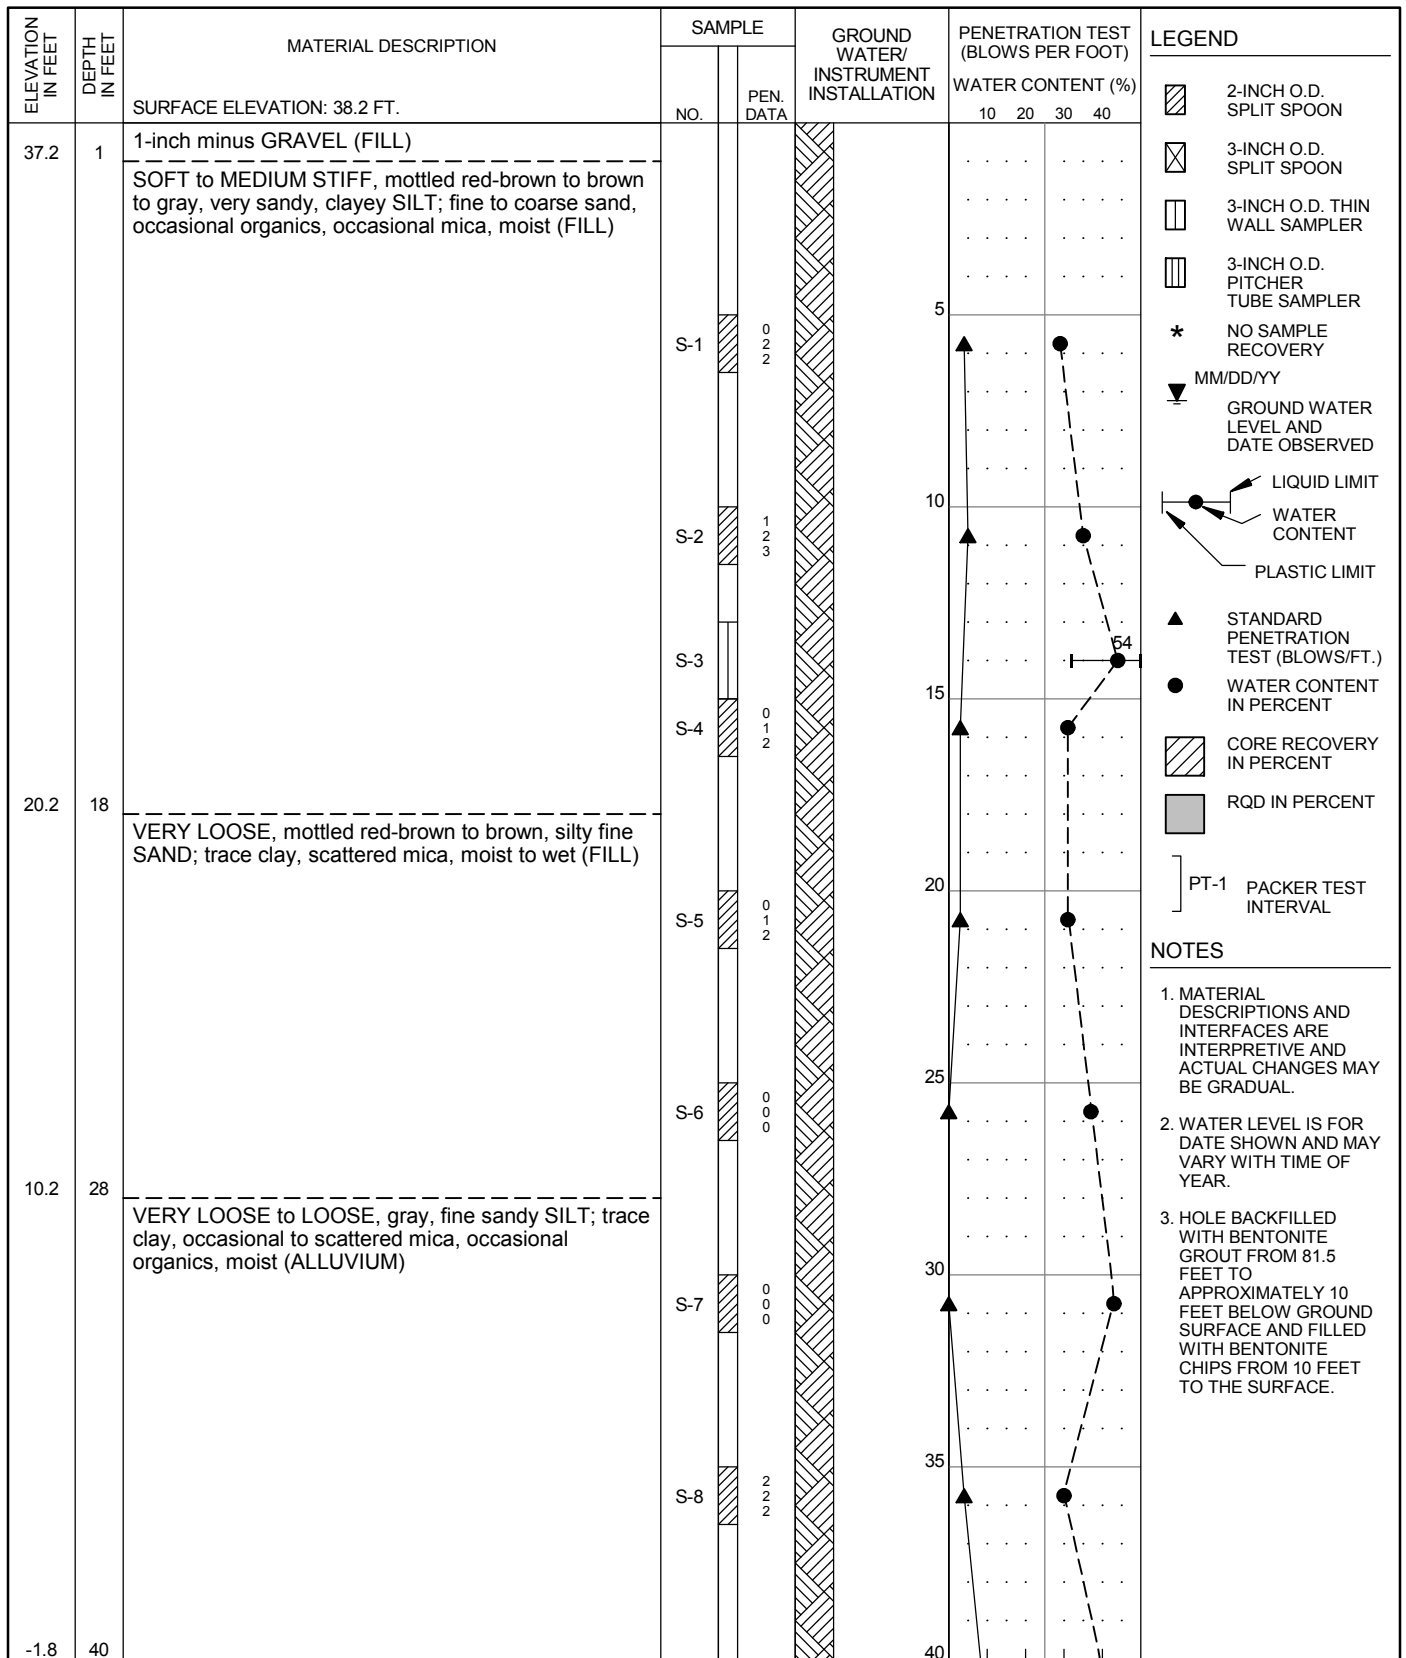 ELEVATION
IN FEET
DEPTH
IN FEET
MATERIAL DESCRIPTION
SURFACE ELEVATION: 38.2 FT.
SAMPLE
NO.
PEN.
DATA
GROUND
WATER/
INSTRUMENT
INSTALLATION
PENETRATION TEST
(BLOWS PER FOOT)
WATER CONTENT (%)
10 20 30 40
37.2 1
1-inch minus GRAVEL (FILL)
SOFT to MEDIUM STIFF, mottled red-brown to brown
to gray, very sandy, clayey SILT; fine to coarse sand,
occasional organics, occasional mica, moist (FILL)
5
S-1
0
2
2
10
S-2
1
2
3
S-3
54
15
S-4
0
1
2
20.2 18
VERY LOOSE, mottled red-brown to brown, silty fine
SAND; trace clay, scattered mica, moist to wet (FILL)
20
S-5
0
1
2
25
S-6
0
0
0
10.2 28
VERY LOOSE to LOOSE, gray, fine sandy SILT; trace
clay, occasional to scattered mica, occasional
organics, moist (ALLUVIUM)
30
S-7
0
0
0
35
S-8
2
2
2
-1.8 40
40
LEGEND
2-INCH O.D.
SPLIT SPOON
3-INCH O.D.
SPLIT SPOON
3-INCH O.D. THIN
WALL SAMPLER
3-INCH O.D.
PITCHER
TUBE SAMPLER
* NO SAMPLE
RECOVERY
MM/DD/YY
GROUND WATER
LEVEL AND
DATE OBSERVED
LIQUID LIMIT
WATER
CONTENT
PLASTIC LIMIT
STANDARD
PENETRATION
TEST (BLOWS/FT.)
WATER CONTENT
IN PERCENT
CORE RECOVERY
IN PERCENT
RQD IN PERCENT
PT-1 PACKER TEST
INTERVAL
NOTES
1. MATERIAL
DESCRIPTIONS AND
INTERFACES ARE
INTERPRETIVE AND
ACTUAL CHANGES MAY
BE GRADUAL.
2. WATER LEVEL IS FOR
DATE SHOWN AND MAY
VARY WITH TIME OF
YEAR.
3. HOLE BACKFILLED
WITH BENTONITE
GROUT FROM 81.5
FEET TO
APPROXIMATELY 10
FEET BELOW GROUND
SURFACE AND FILLED
WITH BENTONITE
CHIPS FROM 10 FEET
TO THE SURFACE.